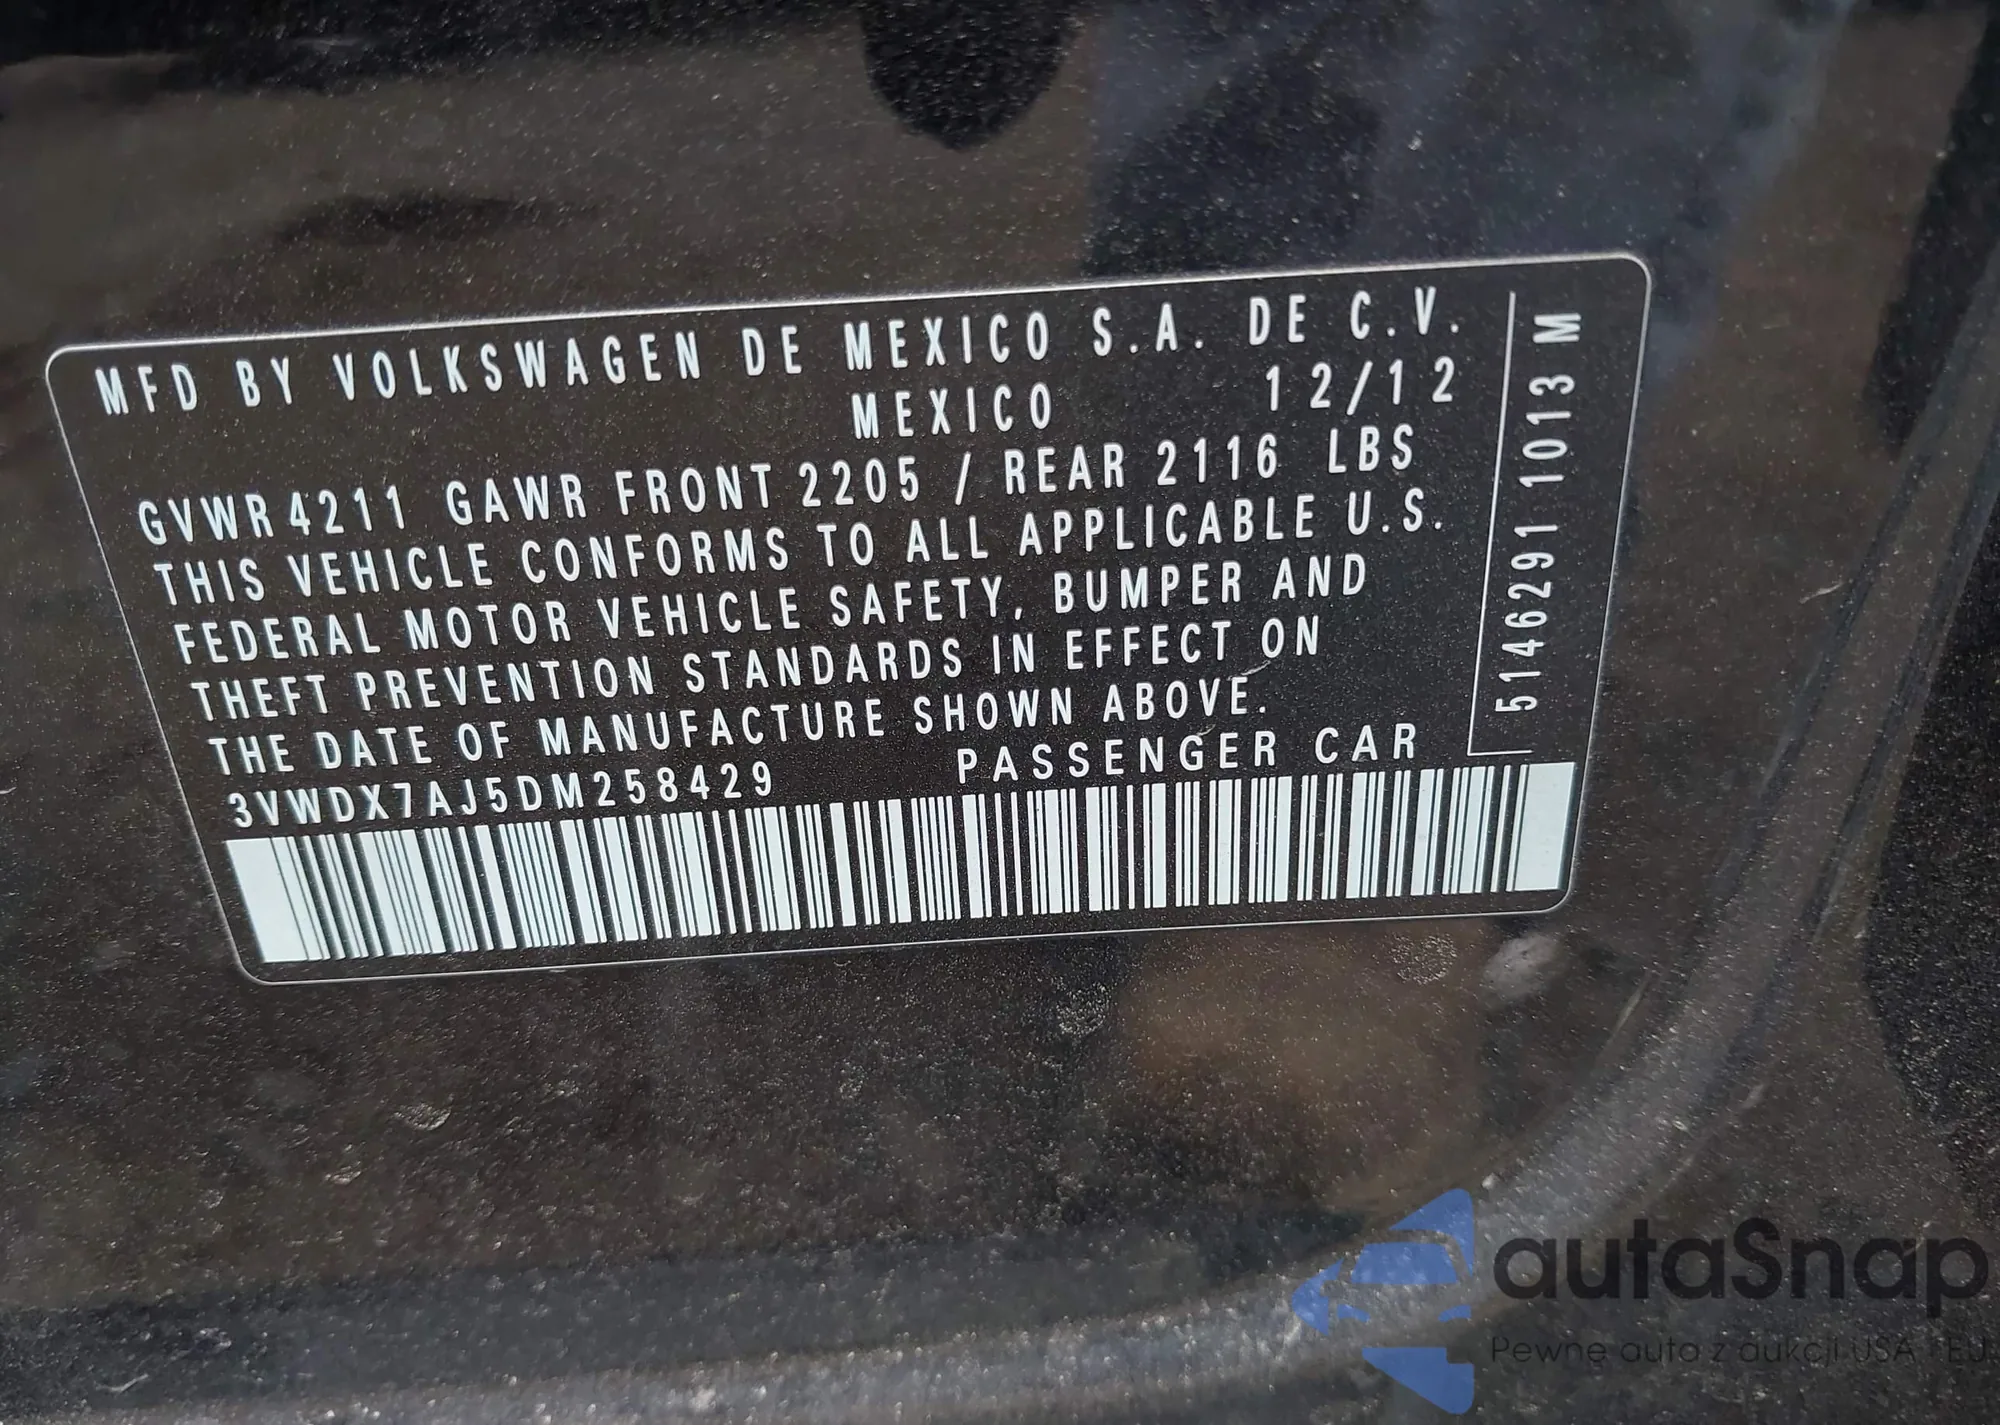 MFD BY VOLKSWAGEN DE MEXICO S.A. DE C.V.
MEXICO 12/12
GVWR 4211 GAWR FRONT 2205 / REAR 2116 LBS
THIS VEHICLE CONFORMS TO ALL APPLICABLE U.S.
FEDERAL MOTOR VEHICLE SAFETY, BUMPER AND
THEFT PREVENTION STANDARDS IN EFFECT ON
THE DATE OF MANUFACTURE SHOWN ABOVE.
3VWDX7AJ5DM258429 PASSENGER CAR
5146291 1013 M
autaSnap
Pewne auta z aukcji USA i EU